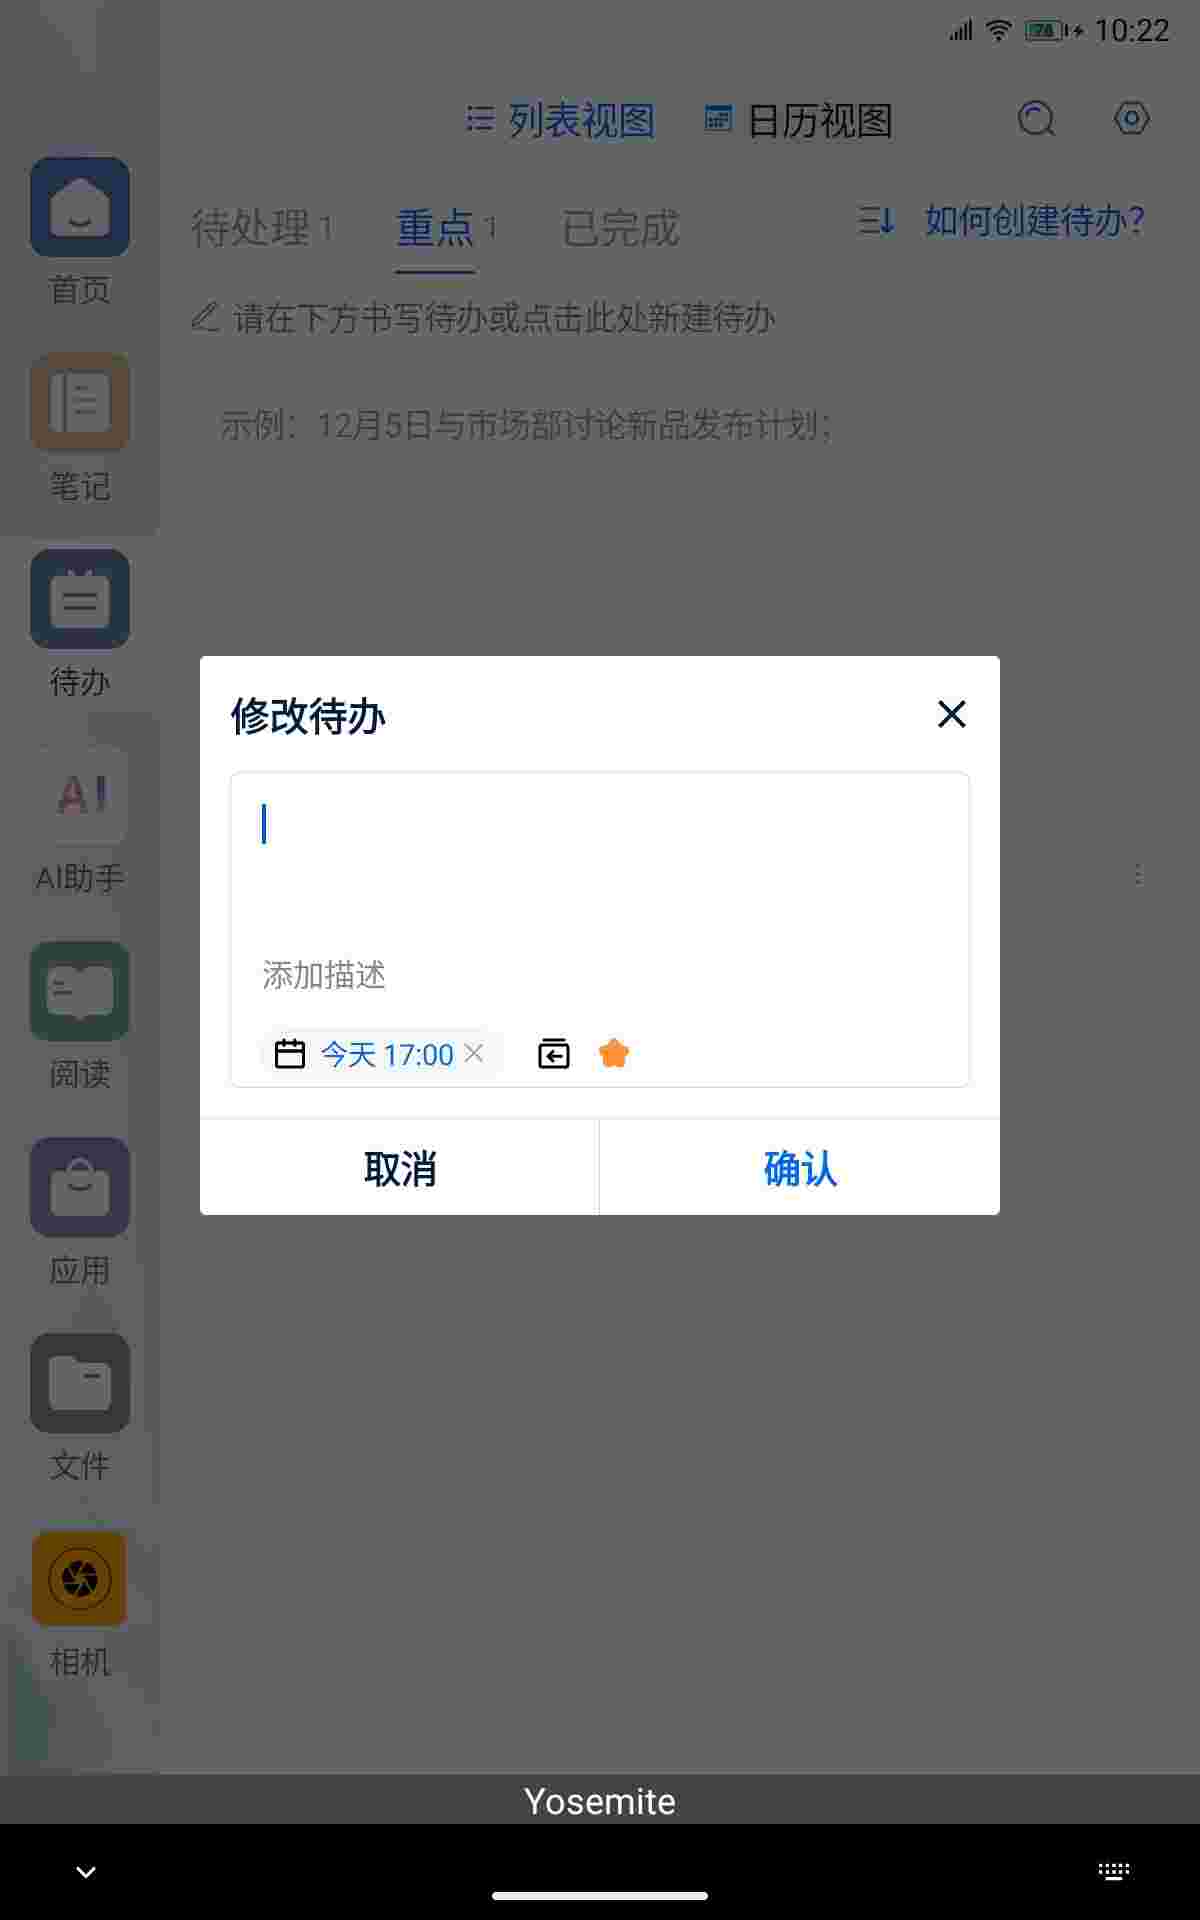 74 10:22
列表视图 日历视图
待处理 1 重点 1 已完成 如何创建待办?
请在下方书写待办或点击此处新建待办
示例：12月5日与市场部讨论新品发布计划；
首页
笔记
待办
AI
AI助手
阅读
应用
文件
相机
修改待办
添加描述
今天 17:00
取消 确认
Yosemite